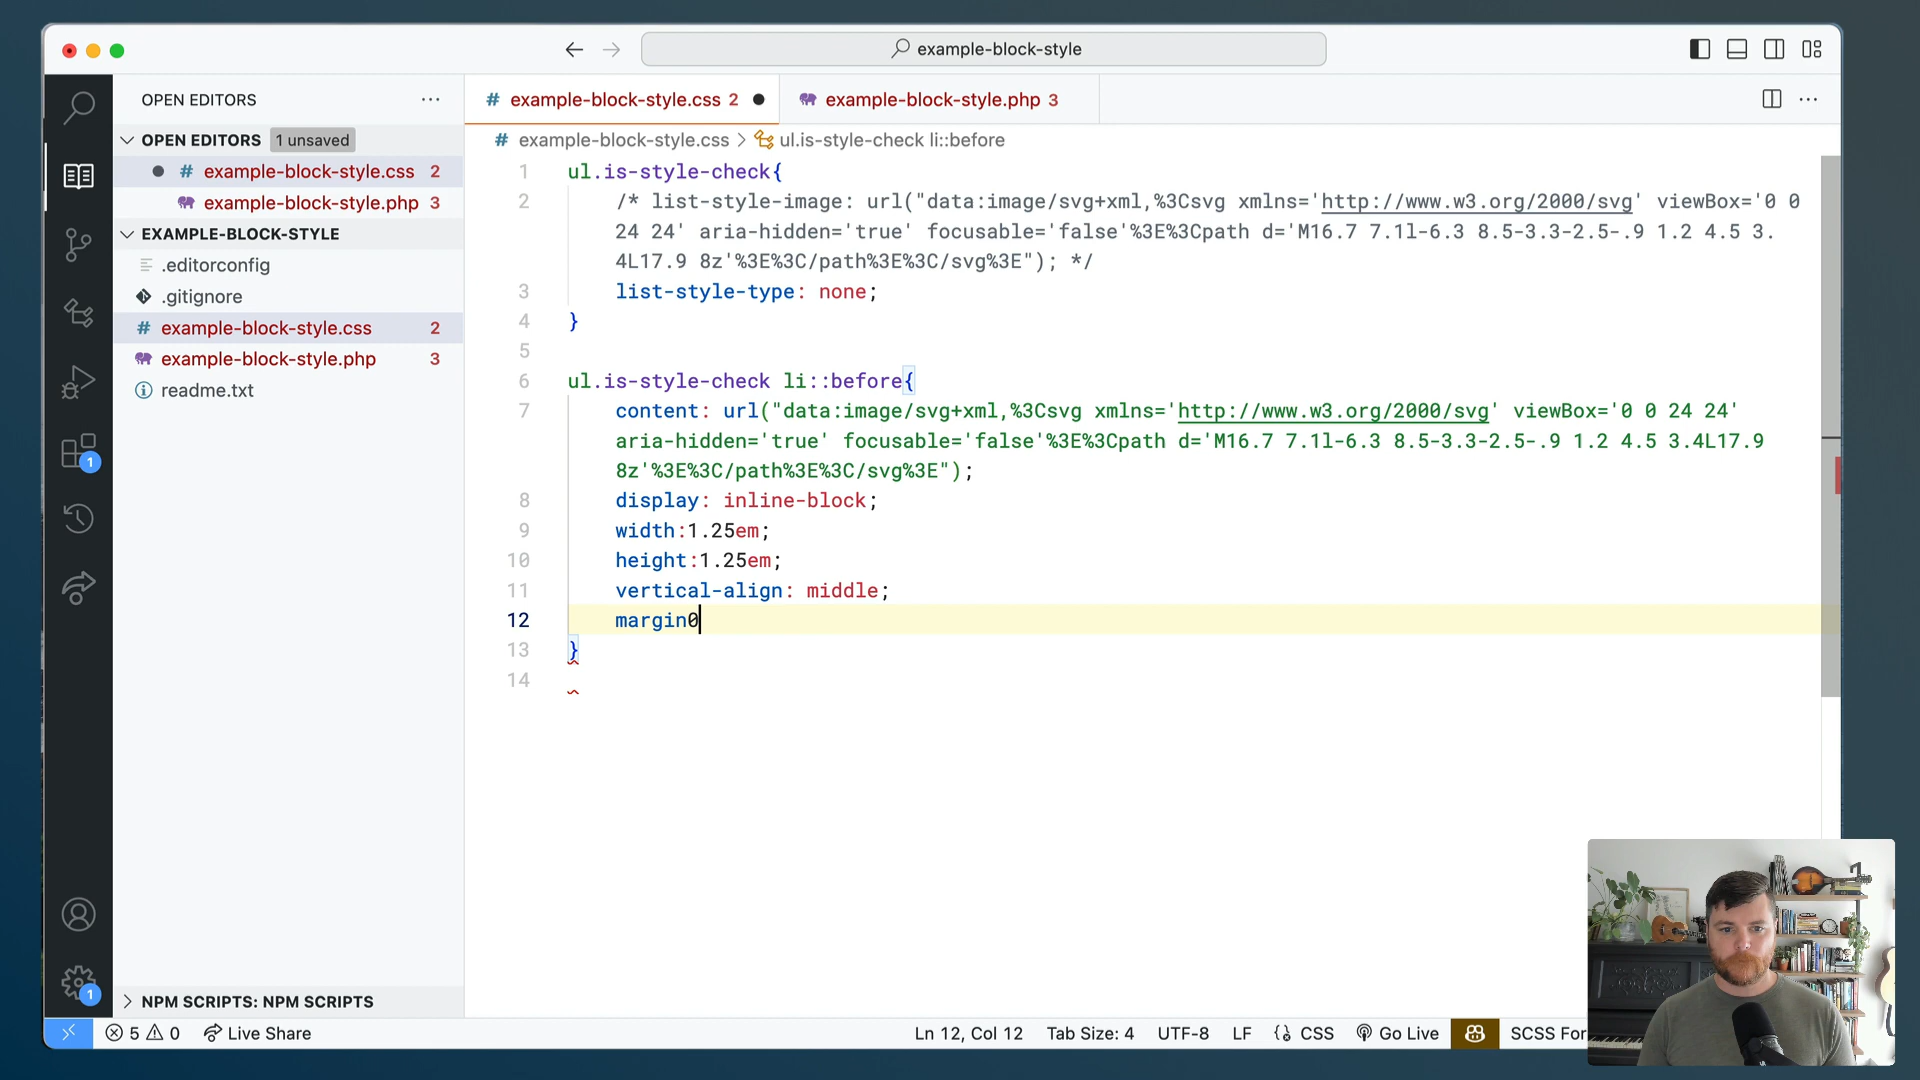 example-block-style
OPEN EDITORS
# example-block-style.css 2
example-block-style.php 3
OPEN EDITORS 1 unsaved
# example-block-style.css > ul.is-style-check li::before
# example-block-style.css 2
example-block-style.php 3
EXAMPLE-BLOCK-STYLE
.editorconfig
.gitignore
# example-block-style.css 2
example-block-style.php 3
readme.txt
1 ul.is-style-check{
2 /* list-style-image: url("data:image/svg+xml,%3Csvg xmlns='http://www.w3.org/2000/svg' viewBox='0 0
24 24' aria-hidden='true' focusable='false'%3E%3Cpath d='M16.7 7.1l-6.3 8.5-3.3-2.5-.9 1.2 4.5 3.
4L17.9 8z'%3E%3C/path%3E%3C/svg%3E"); */
3 list-style-type: none;
4 }
5
6 ul.is-style-check li::before{
7 content: url("data:image/svg+xml,%3Csvg xmlns='http://www.w3.org/2000/svg' viewBox='0 0 24 24'
aria-hidden='true' focusable='false'%3E%3Cpath d='M16.7 7.1l-6.3 8.5-3.3-2.5-.9 1.2 4.5 3.4L17.9
8z'%3E%3C/path%3E%3C/svg%3E");
8 display: inline-block;
9 width:1.25em;
10 height:1.25em;
11 vertical-align: middle;
12 margin0
13 }
14
1
1
NPM SCRIPTS: NPM SCRIPTS
5 0 Live Share
Ln 12, Col 12 Tab Size: 4 UTF-8 LF CSS Go Live SCSS For